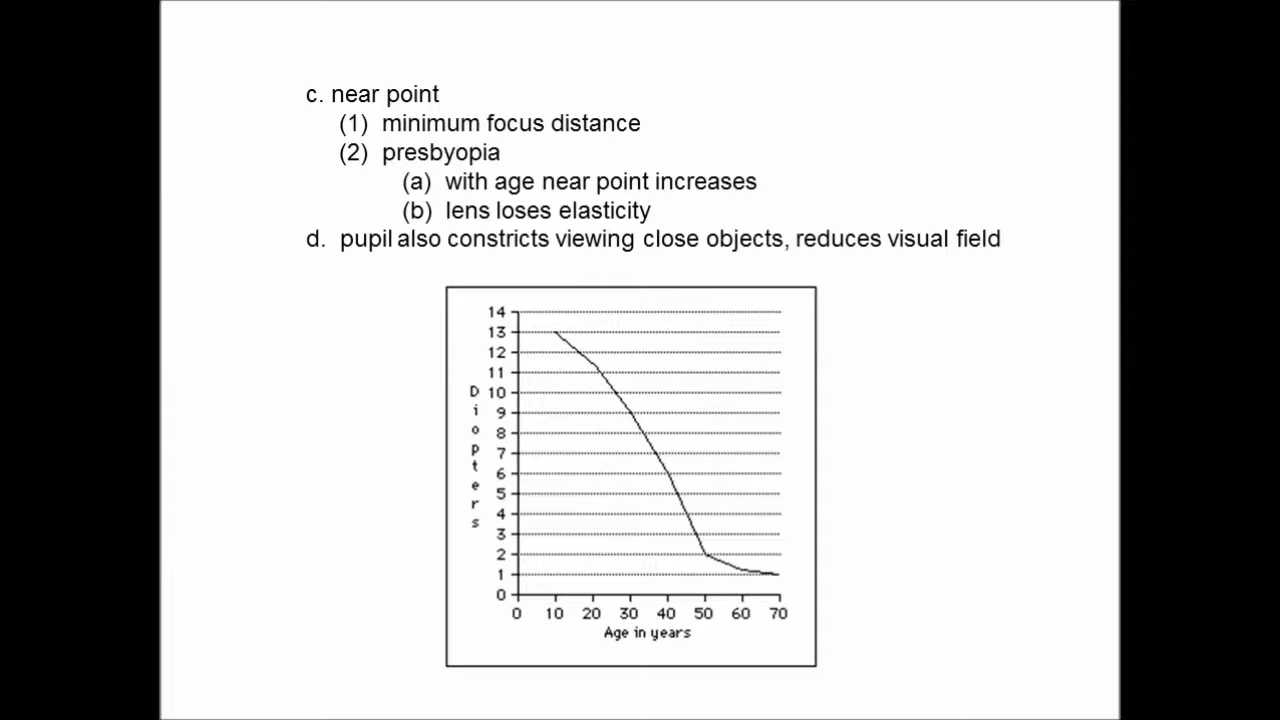 c. near point
(1) minimum focus distance
(2) presbyopia
(a) with age near point increases
(b) lens loses elasticity
d. pupil also constricts viewing close objects, reduces visual field
14
13
12
11
10
9
8
7
6
5
4
3
2
1
0
Diopters
0 10 20 30 40 50 60 70
Age in years